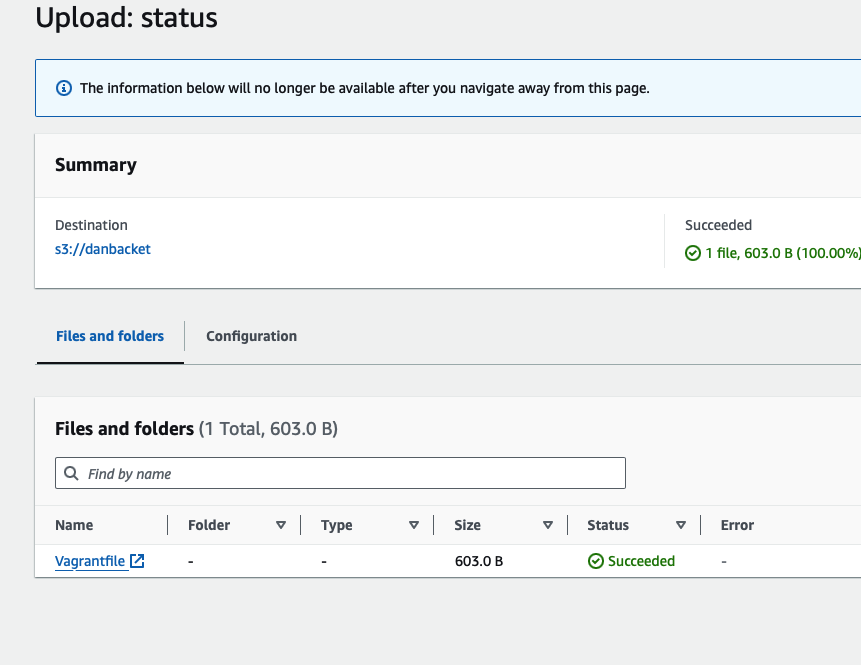 Upload: status
The information below will no longer be available after you navigate away from this page.
Summary
Destination
s3://danbacket
Succeeded
1 file, 603.0 B (100.00%)
Files and folders
Configuration
Files and folders (1 Total, 603.0 B)
Find by name
Name Folder Type Size Status Error
Vagrantfile - - 603.0 B Succeeded -